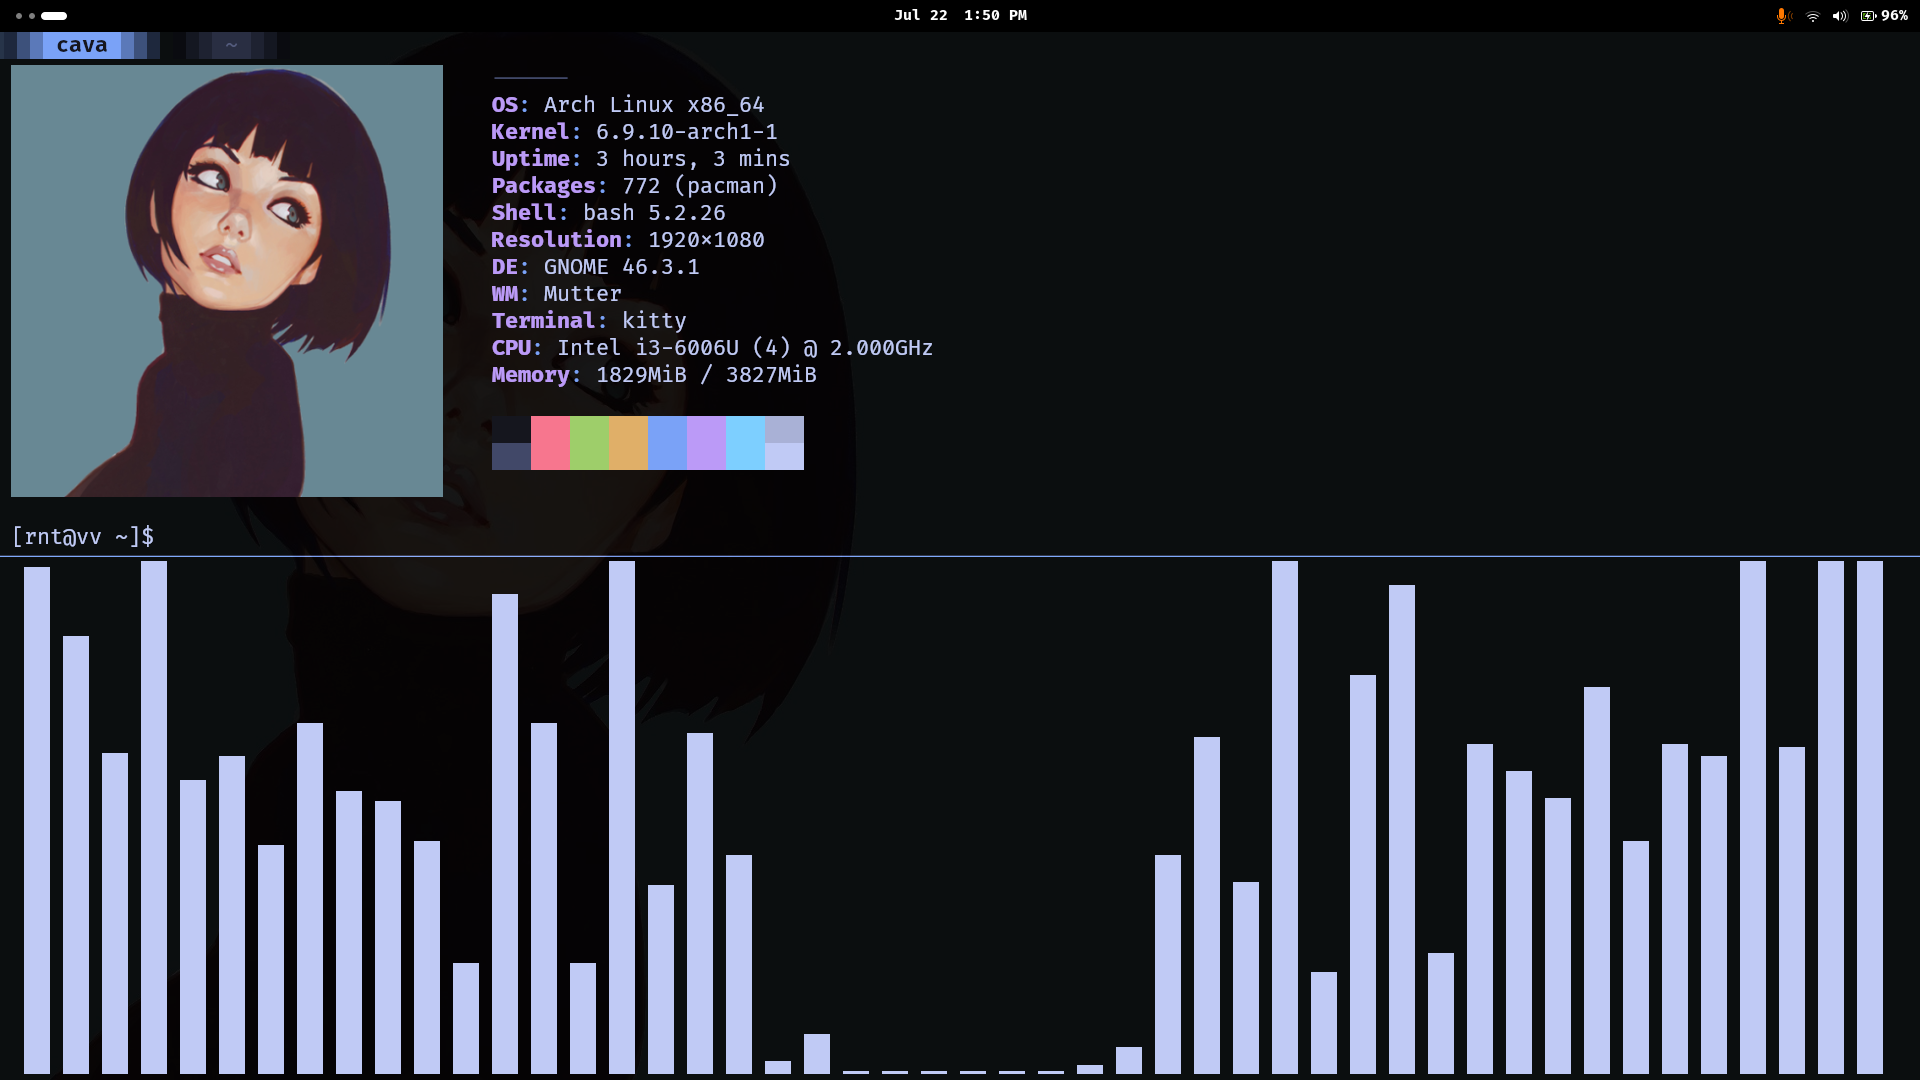 Jul 22 1:50 PM
96%
cava ~
OS: Arch Linux x86_64
Kernel: 6.9.10-arch1-1
Uptime: 3 hours, 3 mins
Packages: 772 (pacman)
Shell: bash 5.2.26
Resolution: 1920×1080
DE: GNOME 46.3.1
WM: Mutter
Terminal: kitty
CPU: Intel i3-6006U (4) @ 2.000GHz
Memory: 1829MiB / 3827MiB
[rnt@vv ~]$